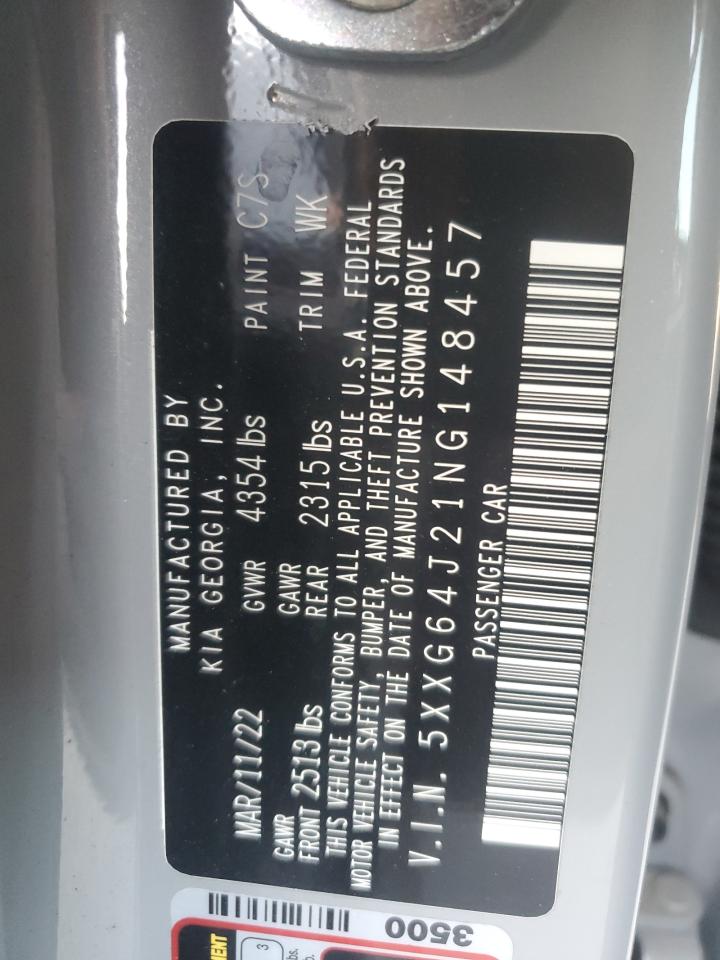 MANUFACTURED BY
KIA GEORGIA, INC.
MAR/11/22 GVWR 4354 lbs PAINT C7S
GAWR FRONT 2513 lbs GAWR REAR 2315 lbs TRIM WK
THIS VEHICLE CONFORMS TO ALL APPLICABLE U.S.A. FEDERAL
MOTOR VEHICLE SAFETY, BUMPER, AND THEFT PREVENTION STANDARDS
IN EFFECT ON THE DATE OF MANUFACTURE SHOWN ABOVE.
V.I.N. 5XXG64J21NG148457
PASSENGER CAR
3500
3